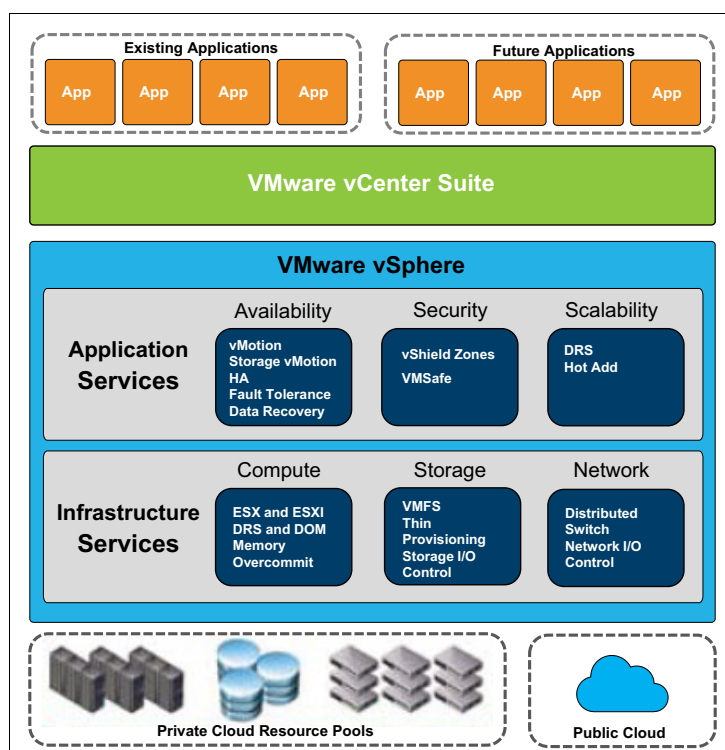 Existing Applications
Future Applications
App
App
App
App
App
App
App
App
VMware vCenter Suite
VMware vSphere
Application
Services
Availability
vMotion
Storage vMotion
HA
Fault Tolerance
Data Recovery
Security
vShield Zones
VMSafe
Scalability
DRS
Hot Add
Infrastructure
Services
Compute
ESX and ESXI
DRS and DOM
Memory
Overcommit
Storage
VMFS
Thin
Provisioning
Storage I/O
Control
Network
Distributed
Switch
Network I/O
Control
Private Cloud Resource Pools
Public Cloud